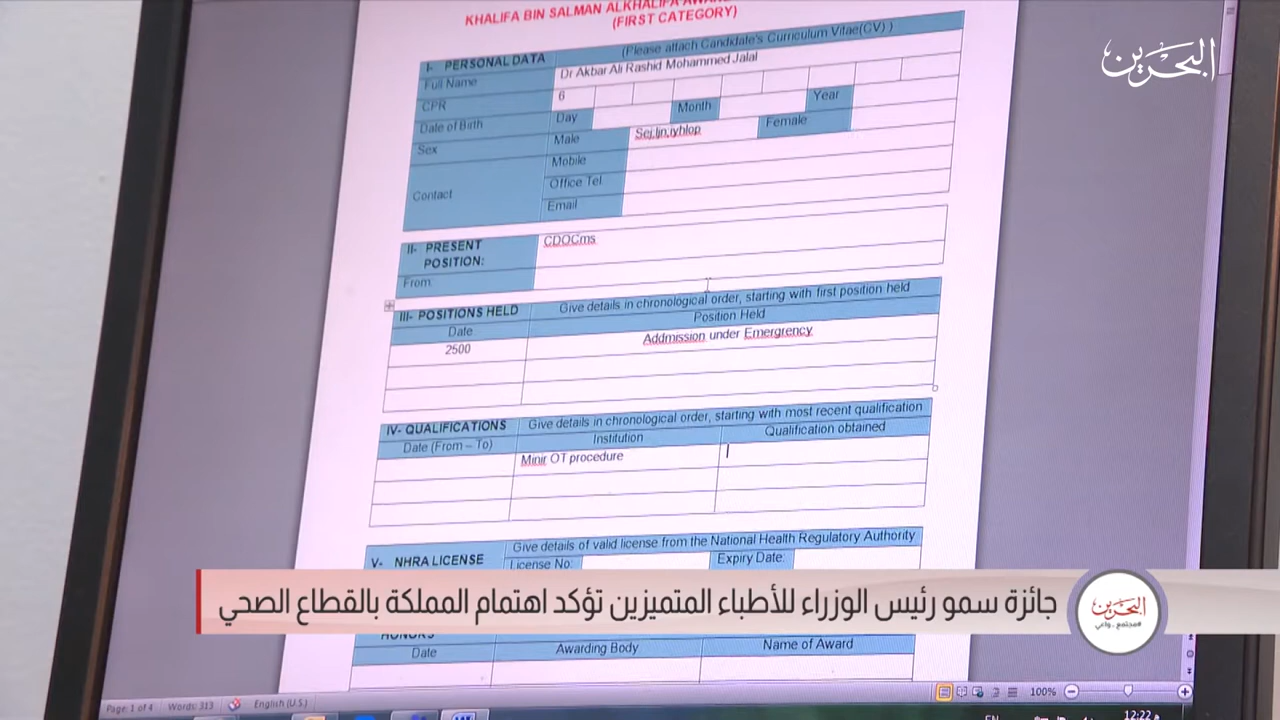 KHALIFA BIN SALMAN ALKHALIFA
(FIRST CATEGORY)
البحرين
I- PERSONAL DATA (Please attach Candidate's Curriculum Vitae(CV) )
Full Name Dr Akbar Ali Rashid Mohammed Jalal
CPR 6
Date of Birth Day Month Year
Sex Male Sej,ljn,iyhlop Female
Contact Mobile
Office Tel
Email
II- PRESENT POSITION: CDOCms
From:
III- POSITIONS HELD Give details in chronological order, starting with first position held
Date Position Held
2500 Addmission under Emergrency
IV- QUALIFICATIONS Give details in chronological order, starting with most recent qualification
Date (From – To) Institution Qualification obtained
Minir OT procedure
V- NHRA LICENSE Give details of valid license from the National Health Regulatory Authority
License No: Expiry Date:
جائزة سمو رئيس الوزراء للأطباء المتميزين تؤكد اهتمام المملكة بالقطاع الصحي
البحرين
#مجتمع_واعي
HONORS
Date Awarding Body Name of Award
Page: 1 of 4 Words: 313 English (U.S.) 100%
EN 12:22